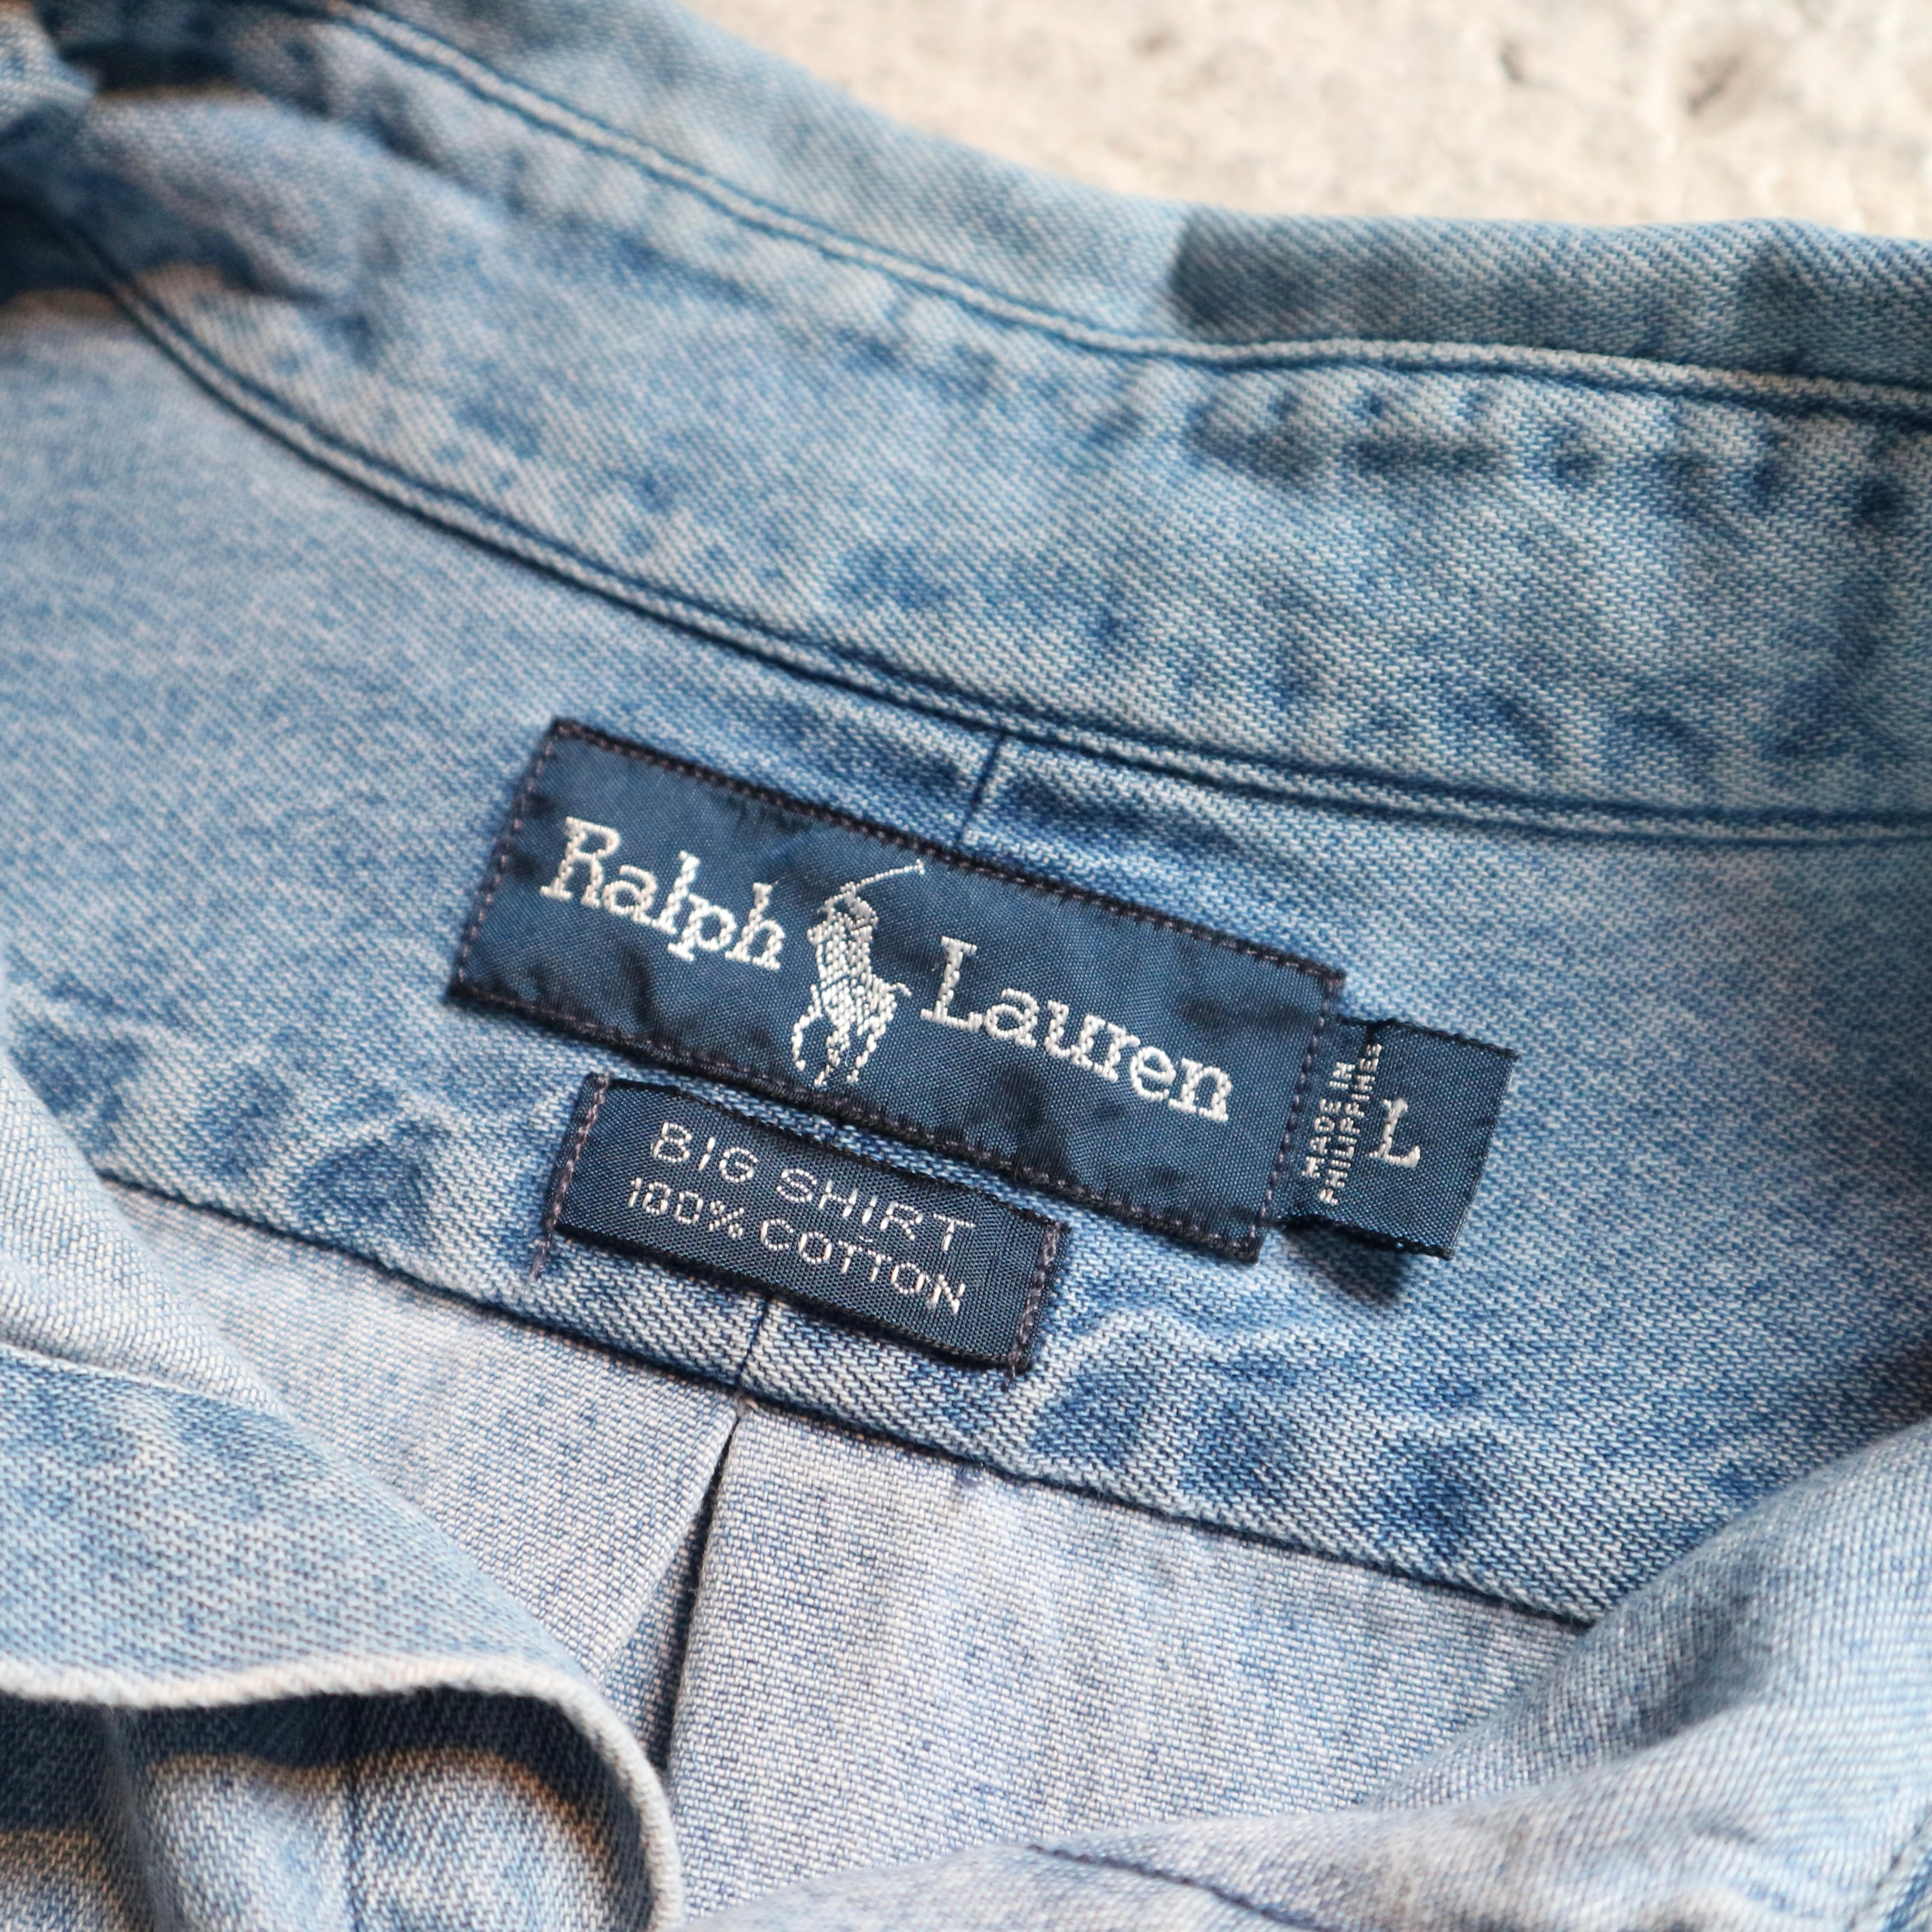 Ralph Lauren
MADE IN
PHILIPPINES
L
BIG SHIRT
100% COTTON